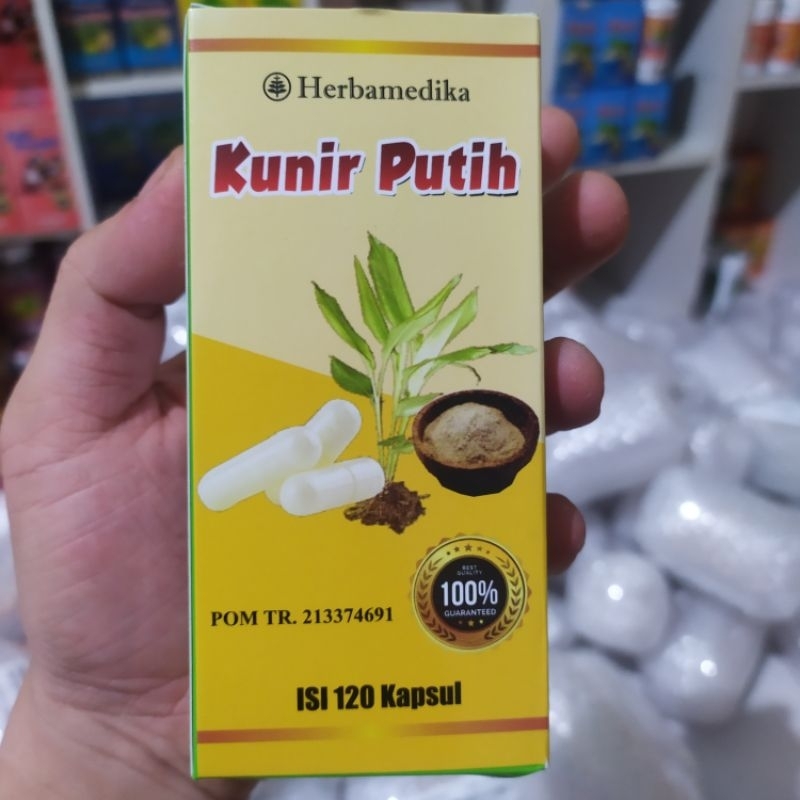 Herbamedika
Kunir Putih
BEST
QUALITY
100%
GUARANTEED
POM TR. 213374691
ISI 120 Kapsul